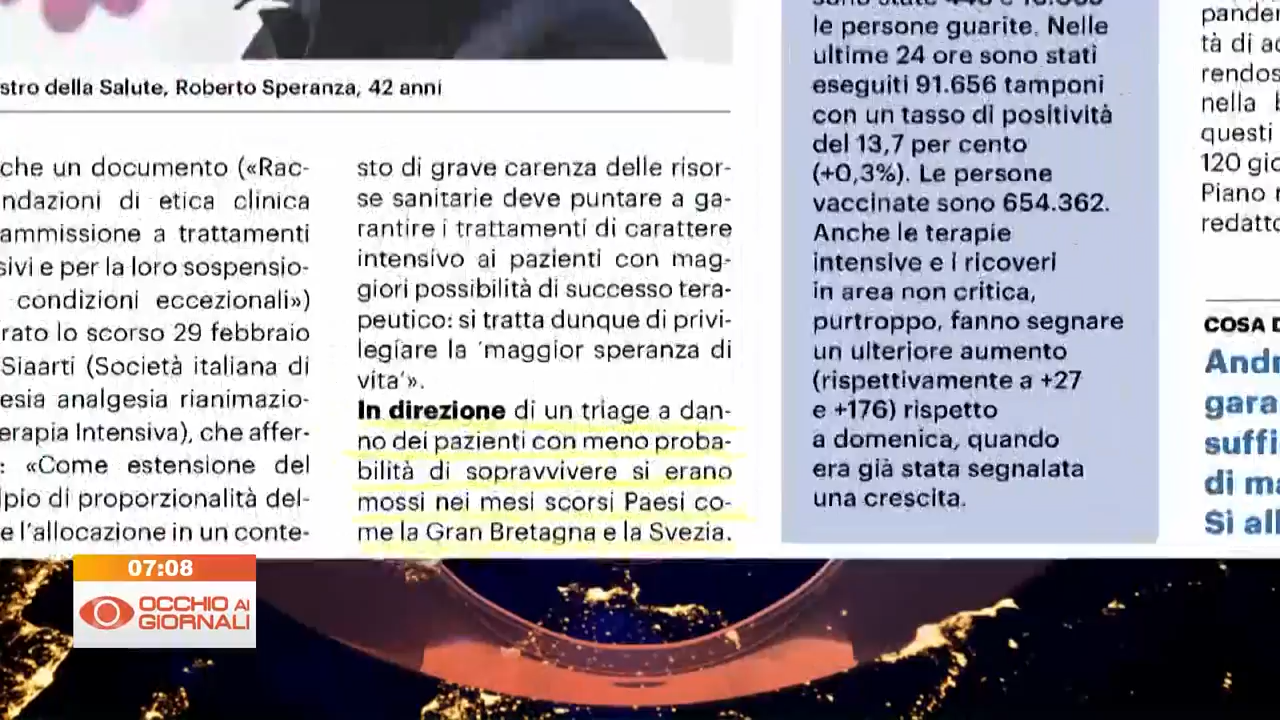 stro della Salute, Roberto Speranza, 42 anni
che un documento («Rac-
ndazioni di etica clinica
ammissione a trattamenti
sivi e per la loro sospensio-
condizioni eccezionali»)
rato lo scorso 29 febbraio
Siaarti (Società italiana di
esia analgesia rianimazio-
erapia Intensiva), che affer-
: «Come estensione del
ipio di proporzionalità del-
e l'allocazione in un conte-
sto di grave carenza delle risor-
se sanitarie deve puntare a ga-
rantire i trattamenti di carattere
intensivo ai pazienti con mag-
giori possibilità di successo tera-
peutico: si tratta dunque di privi-
legiare la 'maggior speranza di
vita'».
In direzione di un triage a dan-
no dei pazienti con meno proba-
bilità di sopravvivere si erano
mossi nei mesi scorsi Paesi co-
me la Gran Bretagna e la Svezia.
le persone guarite. Nelle
ultime 24 ore sono stati
eseguiti 91.656 tamponi
con un tasso di positività
del 13,7 per cento
(+0,3%). Le persone
vaccinate sono 654.362.
Anche le terapie
intensive e i ricoveri
in area non critica,
purtroppo, fanno segnare
un ulteriore aumento
(rispettivamente a +27
e +176) rispetto
a domenica, quando
era già stata segnalata
una crescita.
pander
tà di ac
rendos
nella b
questi
120 gio
Piano
redatto
COSA D
Andr
gara
suffi
di ma
Sì all
07:08
OCCHIO AI
GIORNALI